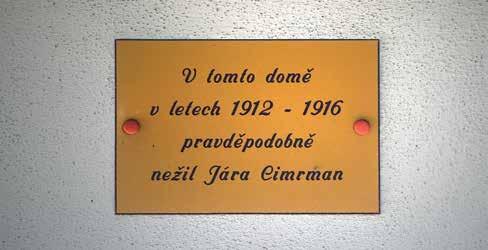 V tomto domě
v letech 1912 - 1916
pravděpodobně
nežil Jára Cimrman